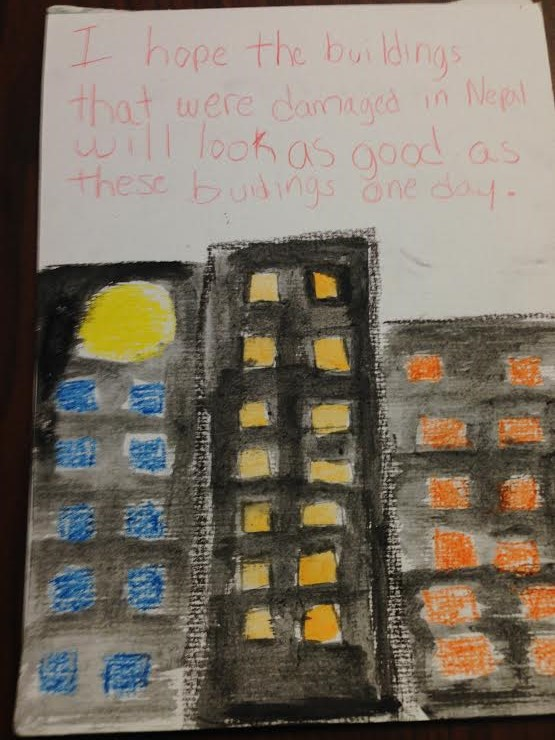 I hope the buildings
that were damaged in Nepal
will look as good as
these buidings one day.